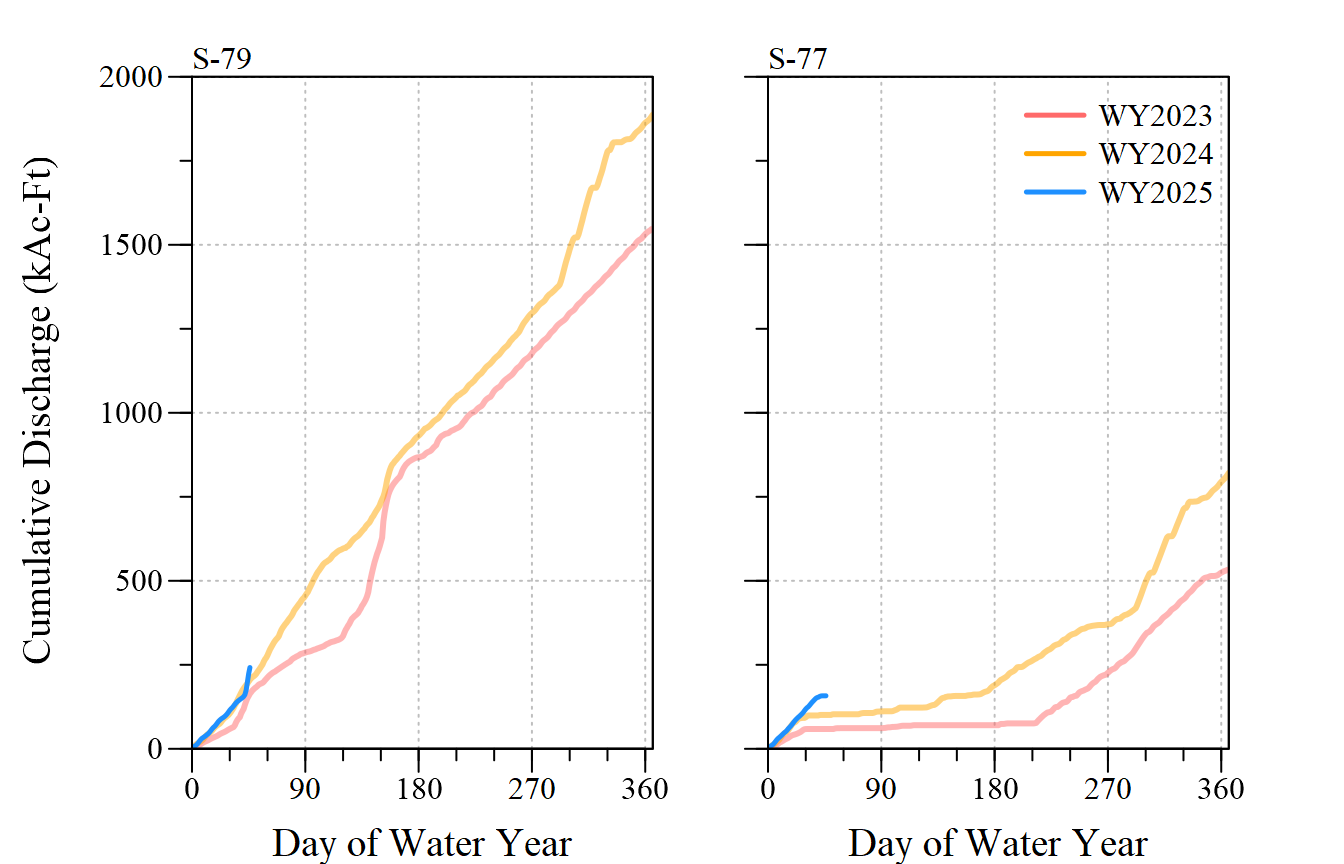 S-79
S-77
2000
1500
1000
500
0
Cumulative Discharge (kAc-Ft)
WY2023
WY2024
WY2025
0 90 180 270 360
0 90 180 270 360
Day of Water Year
Day of Water Year